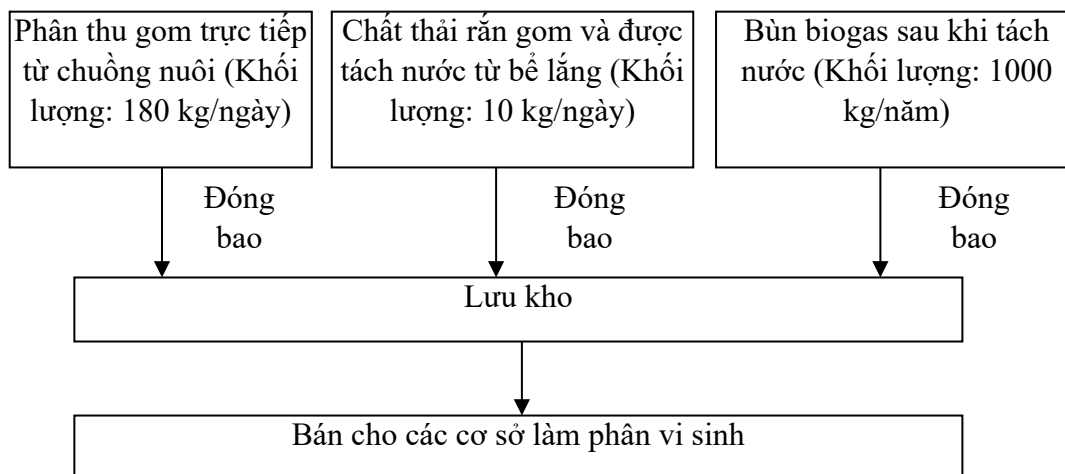 Phân thu gom trực tiếp
từ chuồng nuôi (Khối
lượng: 180 kg/ngày)
Chất thải rắn gom và được
tách nước từ bể lắng (Khối
lượng: 10 kg/ngày)
Bùn biogas sau khi tách
nước (Khối lượng: 1000
kg/năm)
Đóng
bao
Đóng
bao
Đóng
bao
Lưu kho
Bán cho các cơ sở làm phân vi sinh